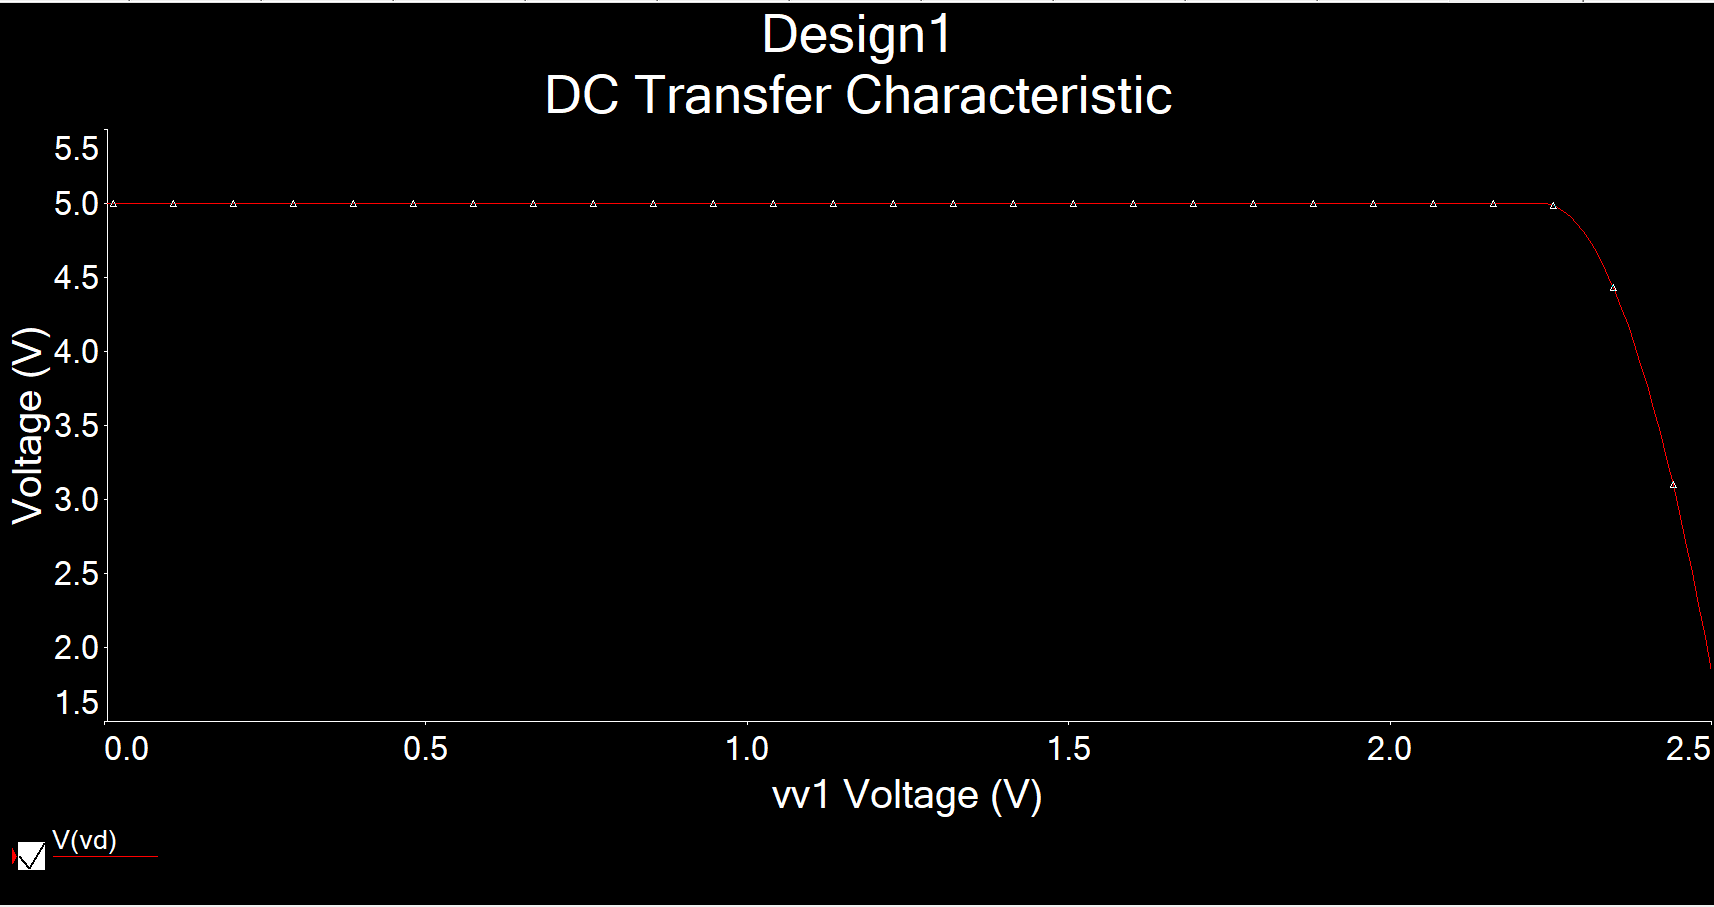 Design1
DC Transfer Characteristic
5.5
5.0
4.5
4.0
3.5
3.0
2.5
2.0
1.5
Voltage (V)
0.0 0.5 1.0 1.5 2.0 2.5
vv1 Voltage (V)
V(vd)